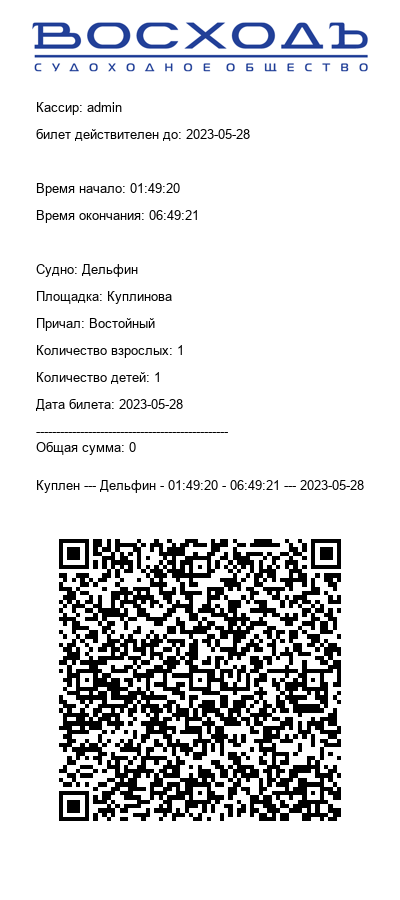 ВОСХОДЪ
СУДОХОДНОЕ ОБЩЕСТВО
Кассир: admin
билет действителен до: 2023-05-28
Время начало: 01:49:20
Время окончания: 06:49:21
Судно: Дельфин
Площадка: Куплинова
Причал: Востойный
Количество взрослых: 1
Количество детей: 1
Дата билета: 2023-05-28
------------------------------------------------
Общая сумма: 0
Куплен --- Дельфин - 01:49:20 - 06:49:21 --- 2023-05-28